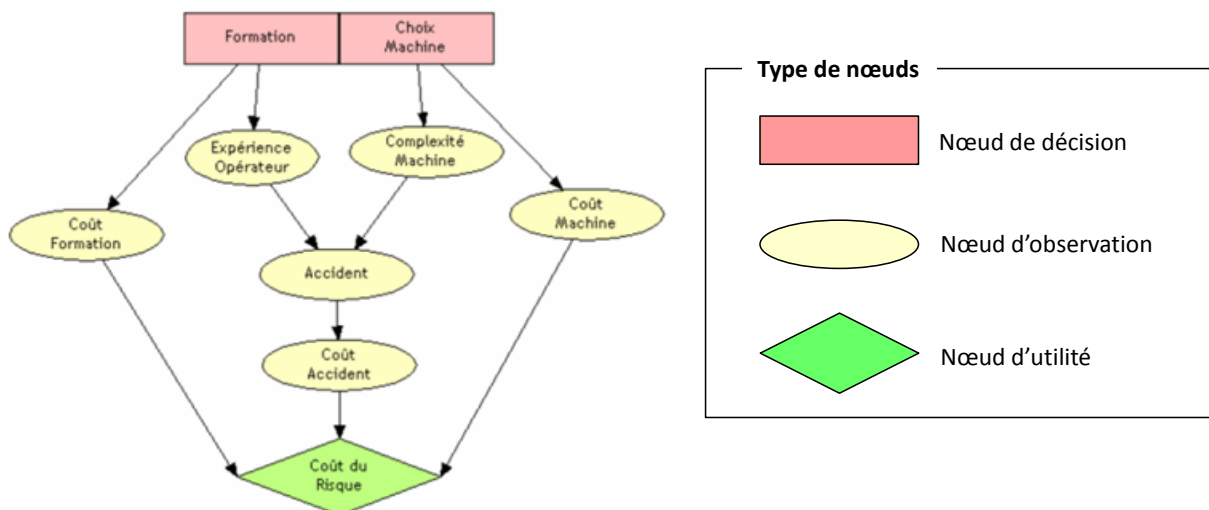 Formation
Choix
Machine
Expérience
Opérateur
Complexité
Machine
Coût
Formation
Coût
Machine
Accident
Coût
Accident
Coût du
Risque
Type de nœuds
Nœud de décision
Nœud d’observation
Nœud d’utilité